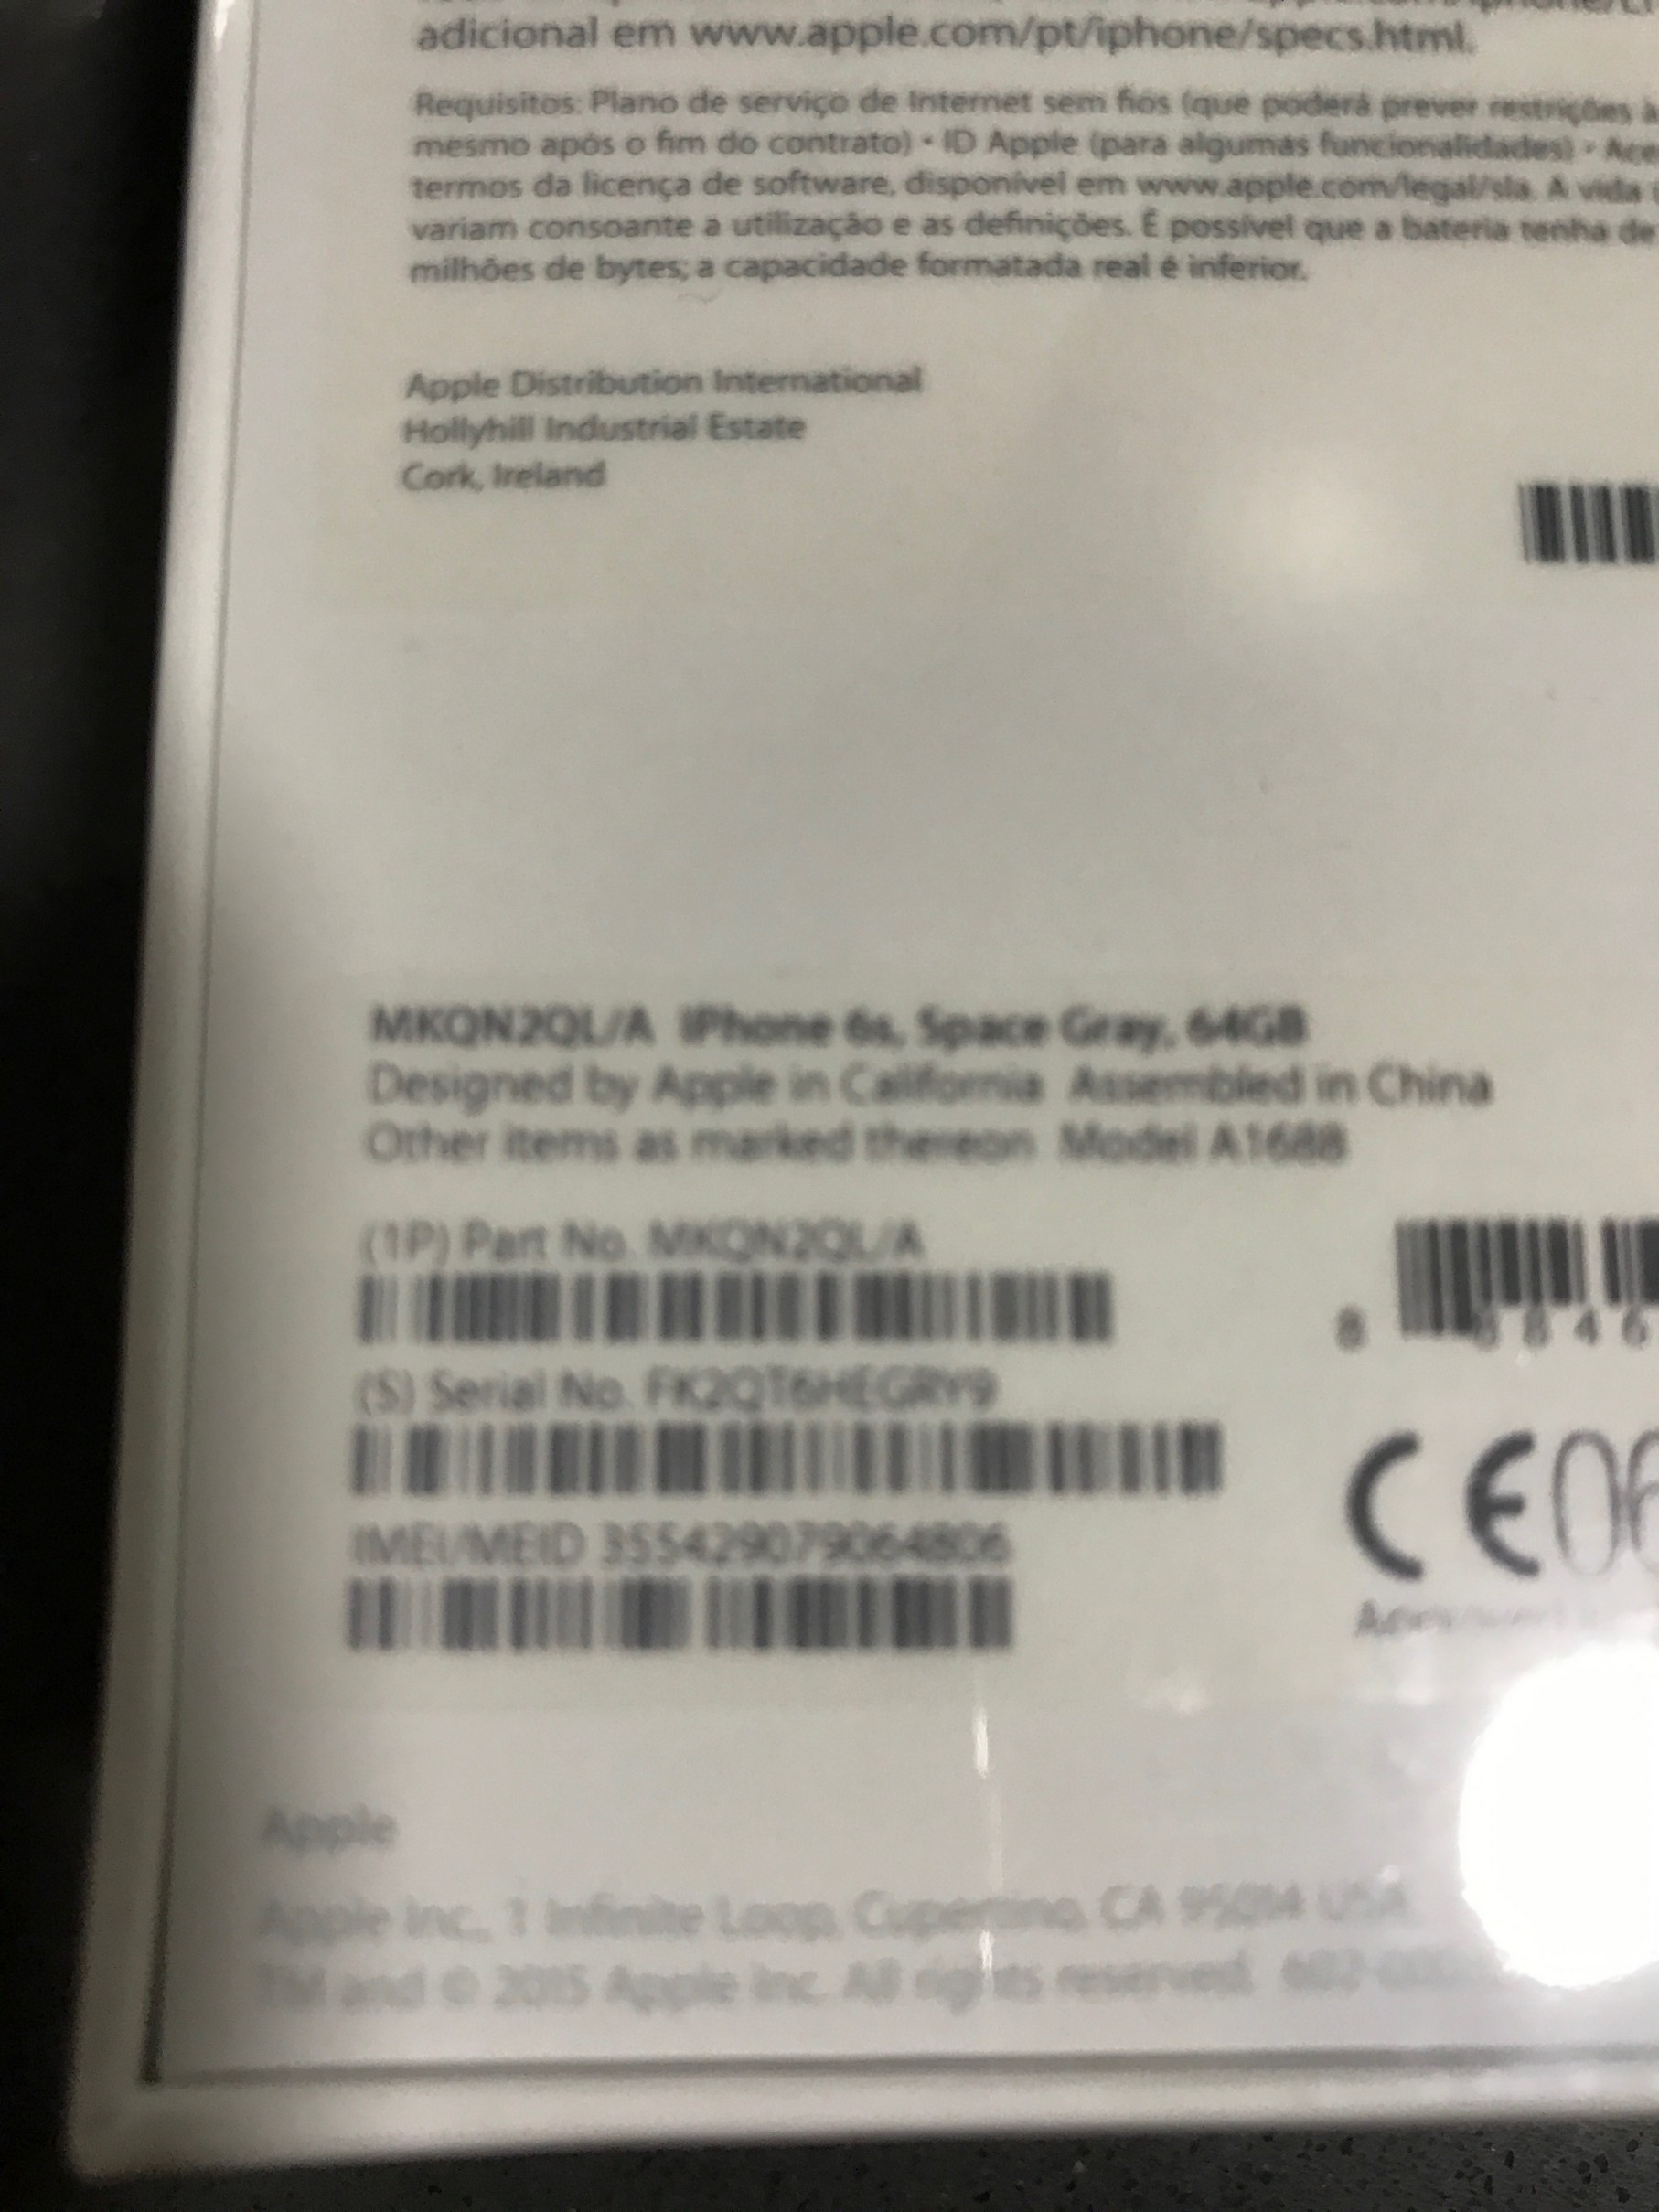 adicional em www.apple.com/pt/iphone/specs.html.
Requisitos: Plano de serviço de Internet sem fios (que poderá prever restrições à
mesmo após o fim do contrato) • ID Apple (para algumas funcionalidades) • Ace
termos da licença de software, disponível em www.apple.com/legal/sla. A vida
variam consoante a utilização e as definições. É possível que a bateria tenha de
milhões de bytes; a capacidade formatada real é inferior.
Apple Distribution International
Hollyhill Industrial Estate
Cork, Ireland
MKQN2QL/A iPhone 6s, Space Gray, 64GB
Designed by Apple in California Assembled in China
Other items as marked thereon Model A1688
(1P) Part No. MKQN2QL/A
8 8846
(S) Serial No. FK2QT6HEGRY9
CE06
IMEI/MEID 355429079064806
Apple
Apple Inc., 1 Infinite Loop, Cupertino, CA 95014 USA
TM and © 2015 Apple Inc. All rights reserved.